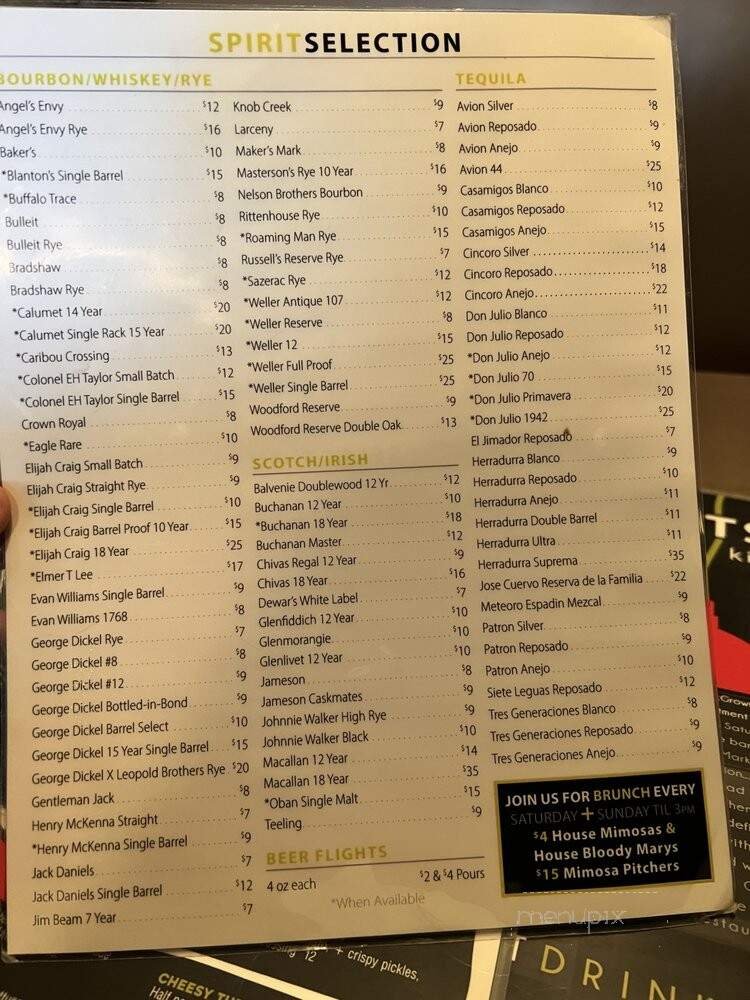 SPIRITSELECTION
BOURBON/WHISKEY/RYE
Angel's Envy $12
Angel's Envy Rye $16
Baker's $10
*Blanton's Single Barrel $15
*Buffalo Trace $8
Bulleit $8
Bulleit Rye $8
Bradshaw $8
Bradshaw Rye $8
*Calumet 14 Year $20
*Calumet Single Rack 15 Year $20
*Caribou Crossing $13
*Colonel EH Taylor Small Batch $12
*Colonel EH Taylor Single Barrel $15
Crown Royal $8
*Eagle Rare $10
Elijah Craig Small Batch $9
Elijah Craig Straight Rye $9
*Elijah Craig Single Barrel $10
*Elijah Craig Barrel Proof 10 Year $15
*Elijah Craig 18 Year $25
*Elmer T Lee $17
Evan Williams Single Barrel $9
Evan Williams 1768 $8
George Dickel Rye $7
George Dickel #8 $8
George Dickel #12 $9
George Dickel Bottled-in-Bond $9
George Dickel Barrel Select $10
George Dickel 15 Year Single Barrel $15
George Dickel X Leopold Brothers Rye $20
Gentleman Jack $8
Henry McKenna Straight $7
*Henry McKenna Single Barrel $9
Jack Daniels $7
Jack Daniels Single Barrel $12
Jim Beam 7 Year $7
Knob Creek $9
Larceny $7
Maker's Mark $8
Masterson's Rye 10 Year $16
Nelson Brothers Bourbon $9
Rittenhouse Rye $10
*Roaming Man Rye $15
Russell's Reserve Rye $7
*Sazerac Rye $12
*Weller Antique 107 $12
*Weller Reserve $8
*Weller 12 $15
*Weller Full Proof $25
*Weller Single Barrel $25
Woodford Reserve $9
Woodford Reserve Double Oak $13
SCOTCH/IRISH
Balvenie Doublewood 12 Yr $12
Buchanan 12 Year $10
*Buchanan 18 Year $18
Buchanan Master $12
Chivas Regal 12 Year $9
Chivas 18 Year $16
Dewar's White Label $7
Glenfiddich 12 Year $10
Glenmorangie $10
Glenlivet 12 Year $10
Jameson $8
Jameson Caskmates $9
Johnnie Walker High Rye $9
Johnnie Walker Black $10
Macallan 12 Year $14
Macallan 18 Year $35
*Oban Single Malt $15
Teeling $9
BEER FLIGHTS
4 oz each $2 & $4 Pours
*When Available
TEQUILA
Avion Silver $8
Avion Reposado $9
Avion Anejo $9
Avion 44 $25
Casamigos Blanco $10
Casamigos Reposado $12
Casamigos Anejo $15
Cincoro Silver $14
Cincoro Reposado $18
Cincoro Anejo $22
Don Julio Blanco $11
Don Julio Reposado $12
*Don Julio Anejo $12
*Don Julio 70 $15
*Don Julio Primavera $20
*Don Julio 1942 $25
El Jimador Reposado $7
Herradurra Blanco $9
Herradurra Reposado $10
Herradurra Anejo $11
Herradurra Double Barrel $11
Herradurra Ultra $11
Herradurra Suprema $35
Jose Cuervo Reserva de la Familia $22
Meteoro Espadin Mezcal $9
Patron Silver $8
Patron Reposado $9
Patron Anejo $10
Siete Leguas Reposado $12
Tres Generaciones Blanco $8
Tres Generaciones Reposado $9
Tres Generaciones Anejo $9
JOIN US FOR BRUNCH EVERY
SATURDAY + SUNDAY TIL 3PM
$4 House Mimosas &
House Bloody Marys
$15 Mimosa Pitchers
menupix
+ crispy pickles,
CHEESY
DRIN